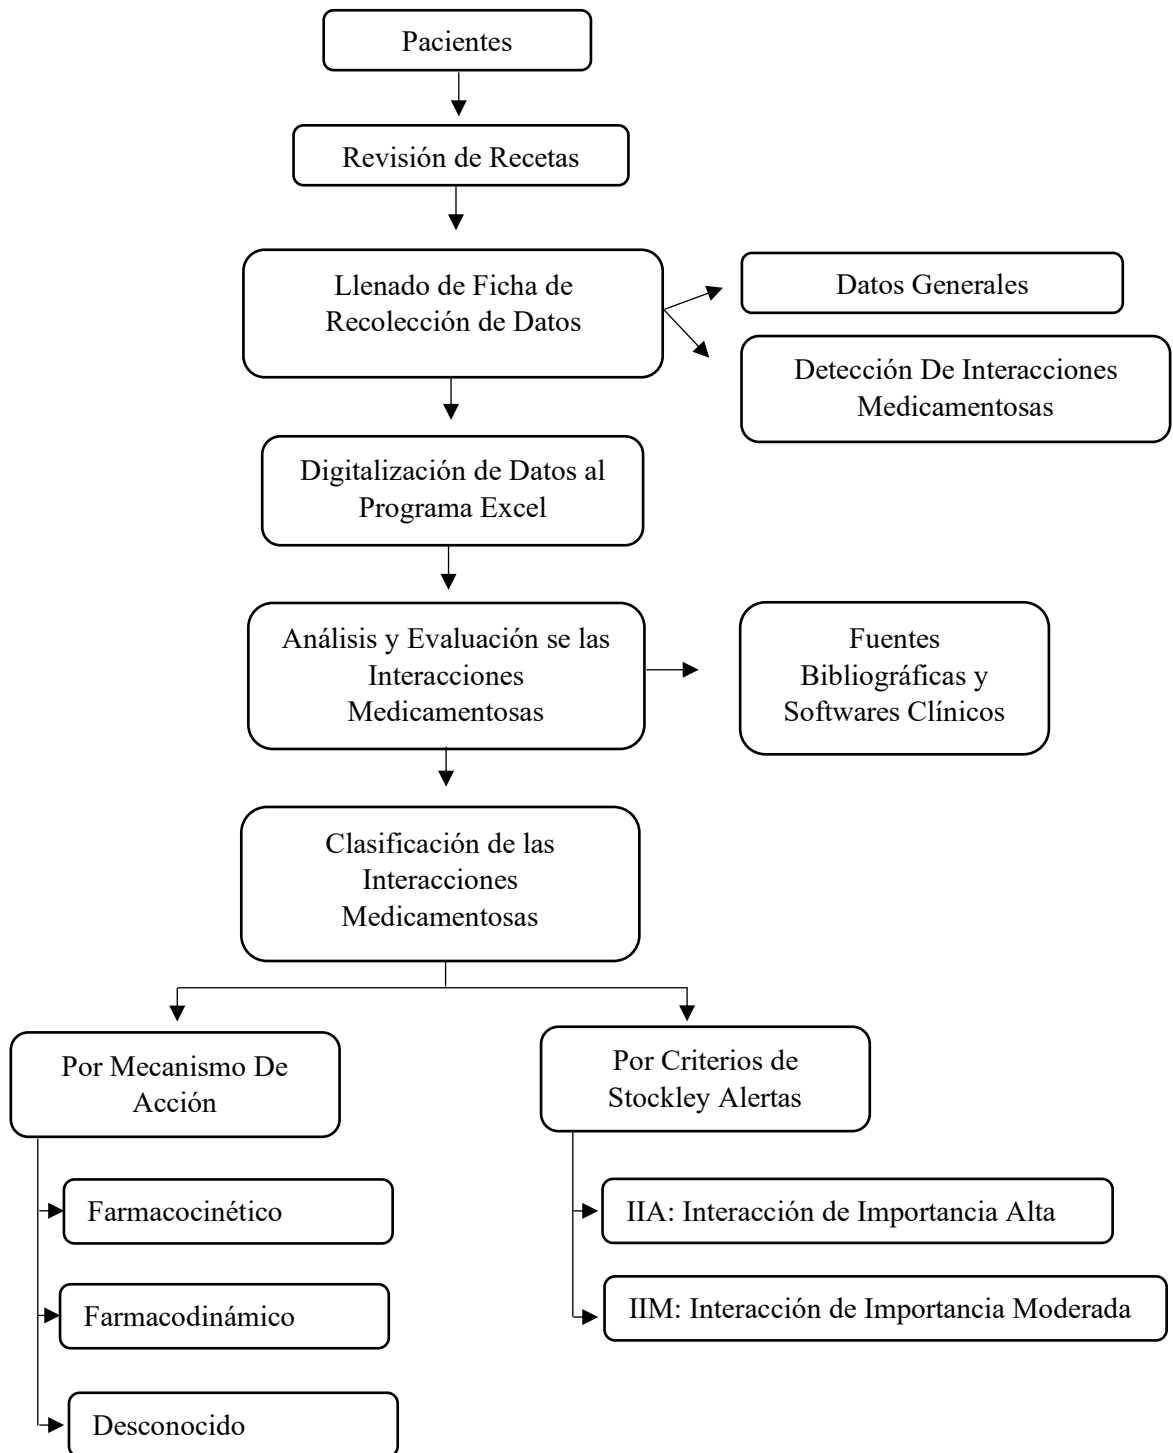 Pacientes
Revisión de Recetas
Llenado de Ficha de
Recolección de Datos
Datos Generales
Detección De Interacciones
Medicamentosas
Digitalización de Datos al
Programa Excel
Análisis y Evaluación se las
Interacciones
Medicamentosas
Fuentes
Bibliográficas y
Softwares Clínicos
Clasificación de las
Interacciones
Medicamentosas
Por Mecanismo De
Acción
Farmacocinético
Farmacodinámico
Desconocido
Por Criterios de
Stockley Alertas
IIA: Interacción de Importancia Alta
IIM: Interacción de Importancia Moderada